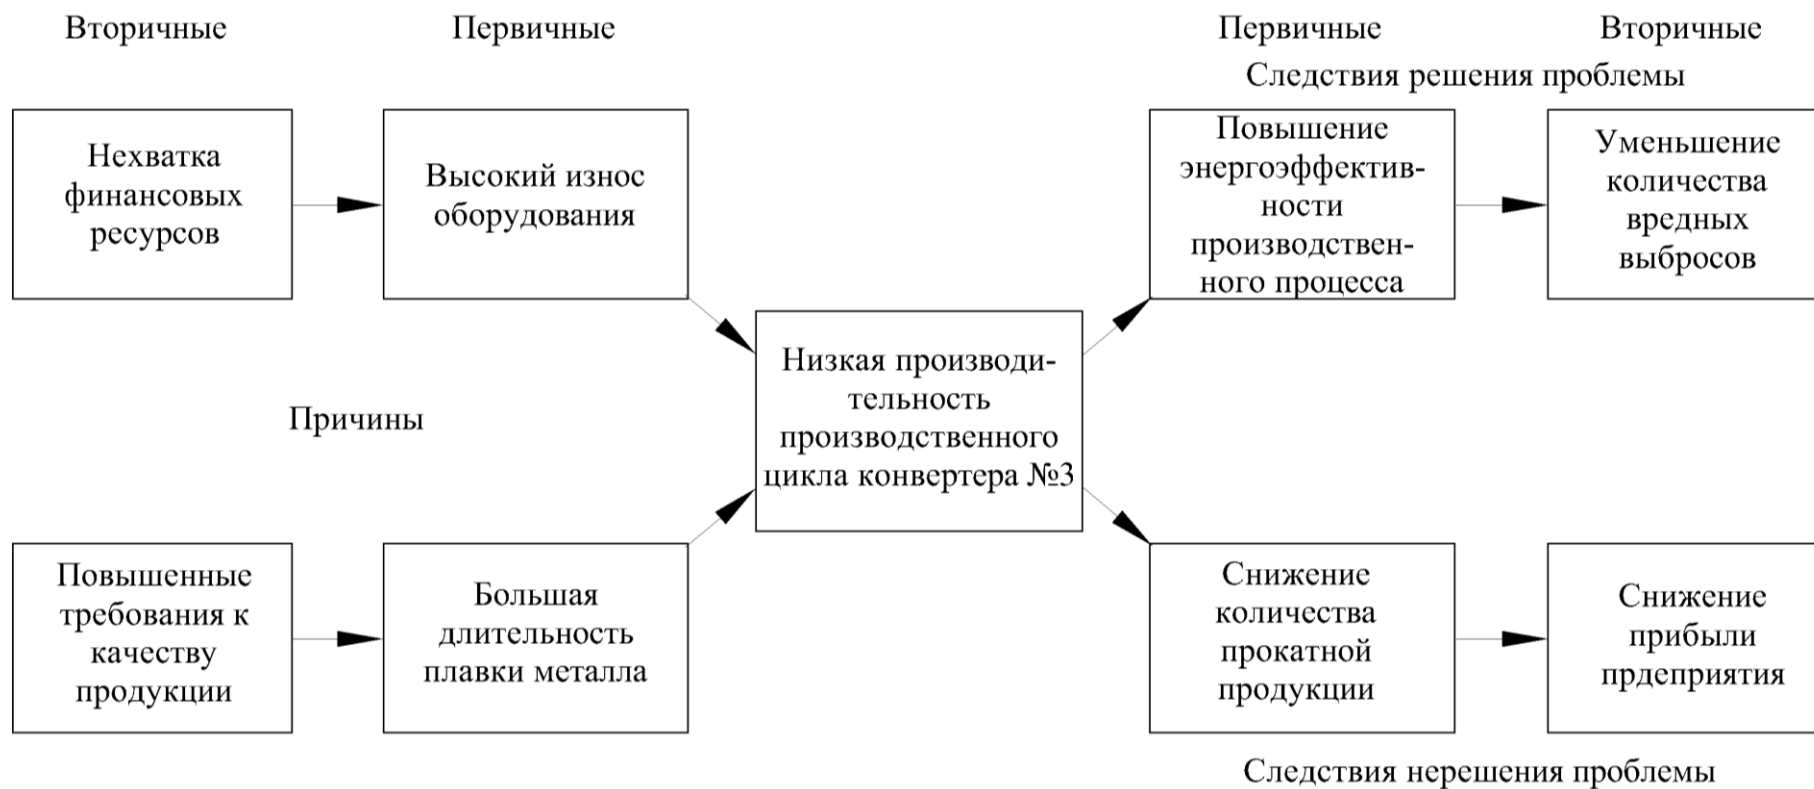 Вторичные
Первичные
Первичные
Вторичные
Следствия решения проблемы
Нехватка
финансовых
ресурсов
Высокий износ
оборудования
Повышение
энергоэффектив-
ности
производствен-
ного процесса
Уменьшение
количества
вредных
выбросов
Причины
Низкая производи-
тельность
производственного
цикла конвертера №3
Повышенные
требования к
качеству
продукции
Большая
длительность
плавки металла
Снижение
количества
прокатной
продукции
Снижение
прибыли
прдеприятия
Следствия нерешения проблемы